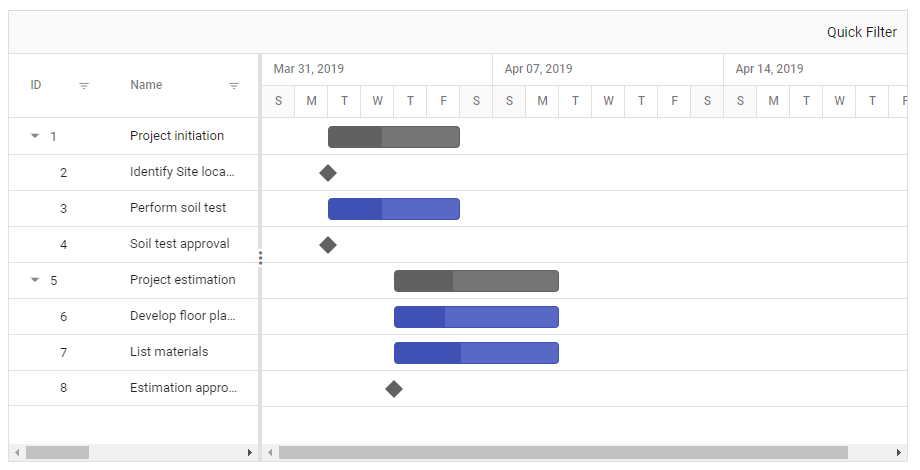 Quick Filter
ID Name
Mar 31, 2019 Apr 07, 2019 Apr 14, 2019
S M T W T F S S M T W T F S S M T W T F
1 Project initiation
2 Identify Site loca...
3 Perform soil test
4 Soil test approval
5 Project estimation
6 Develop floor pla...
7 List materials
8 Estimation appro...